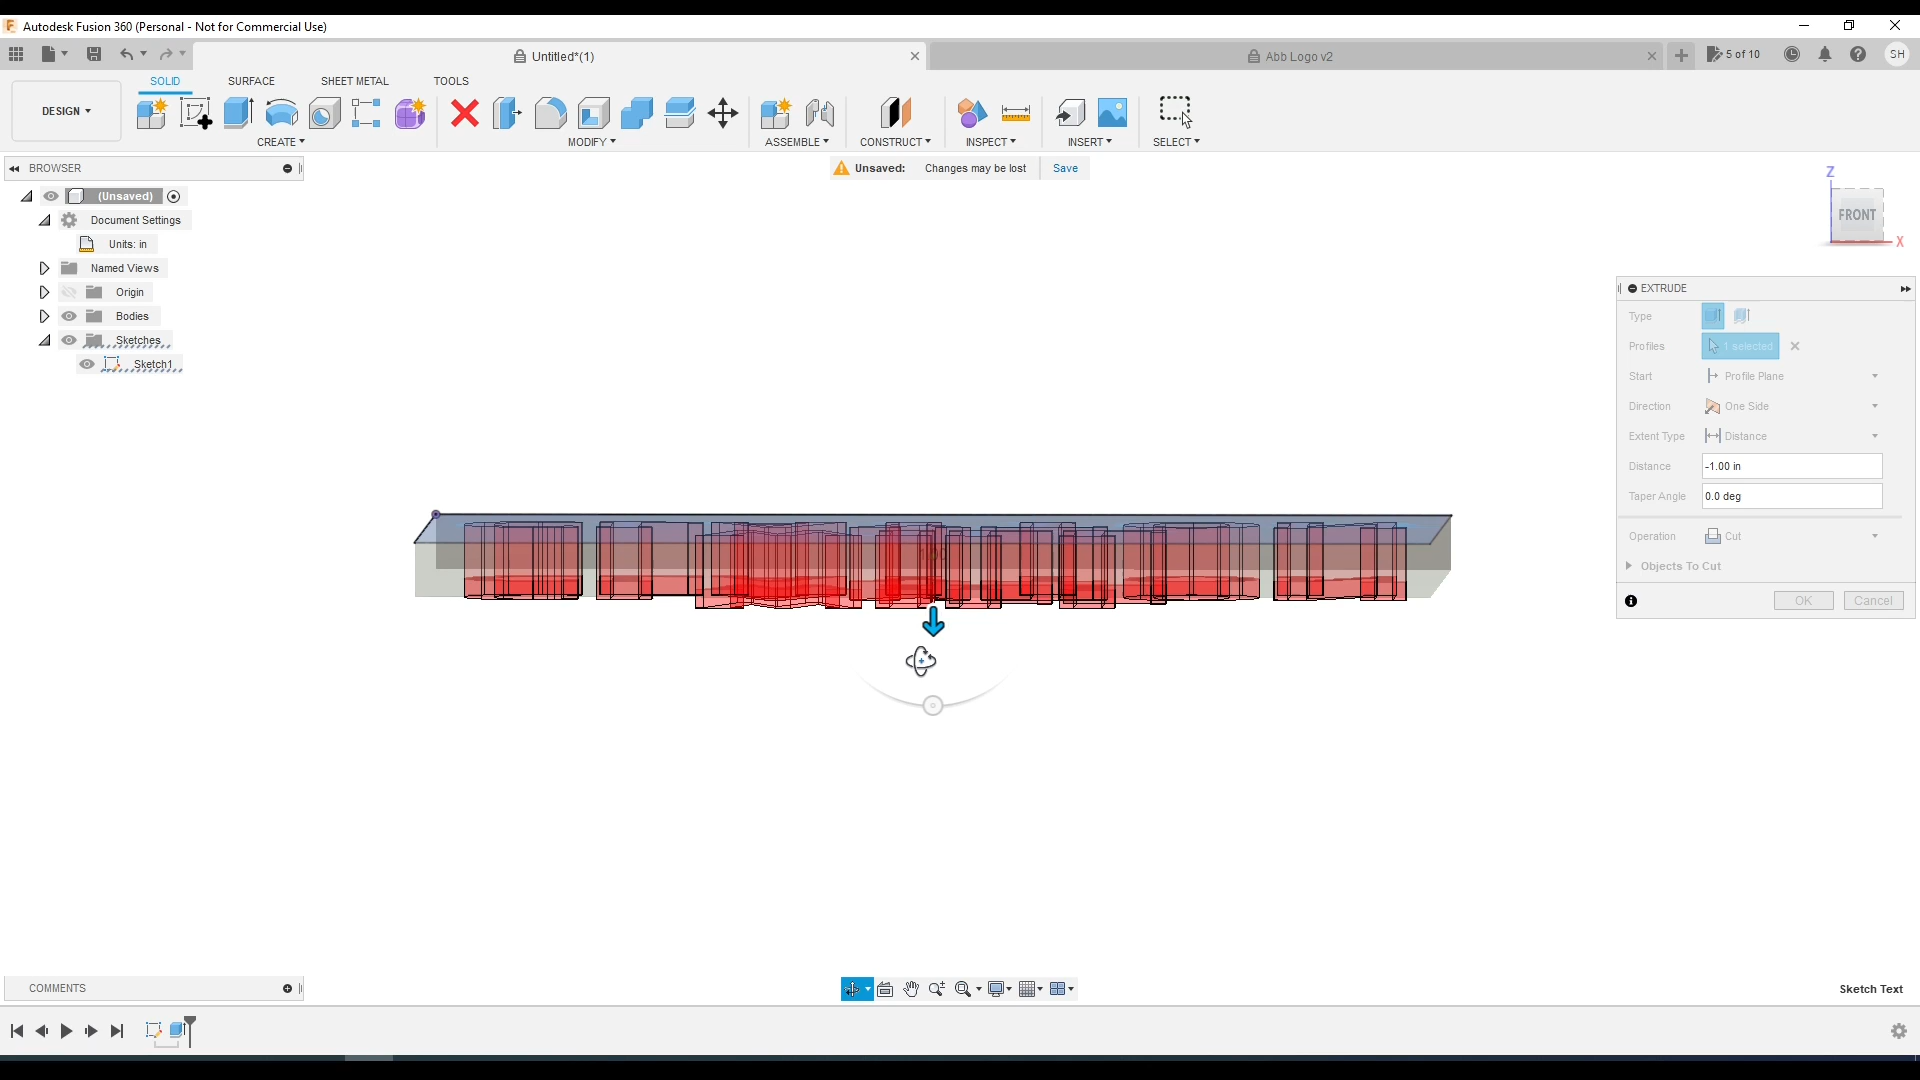 Autodesk Fusion 360 (Personal - Not for Commercial Use)
Untitled*(1)
Abb Logo v2
5 of 10
SH
SOLID
SURFACE
SHEET METAL
TOOLS
DESIGN
CREATE
MODIFY
ASSEMBLE
CONSTRUCT
INSPECT
INSERT
SELECT
BROWSER
Unsaved: Changes may be lost Save
(Unsaved)
Document Settings
Units: in
Named Views
Origin
Bodies
Sketches
Sketch1
Z
FRONT
X
EXTRUDE
Type
Profiles 1 selected
Start Profile Plane
Direction One Side
Extent Type Distance
Distance -1.00 in
Taper Angle 0.0 deg
Operation Cut
Objects To Cut
OK Cancel
COMMENTS
Sketch Text